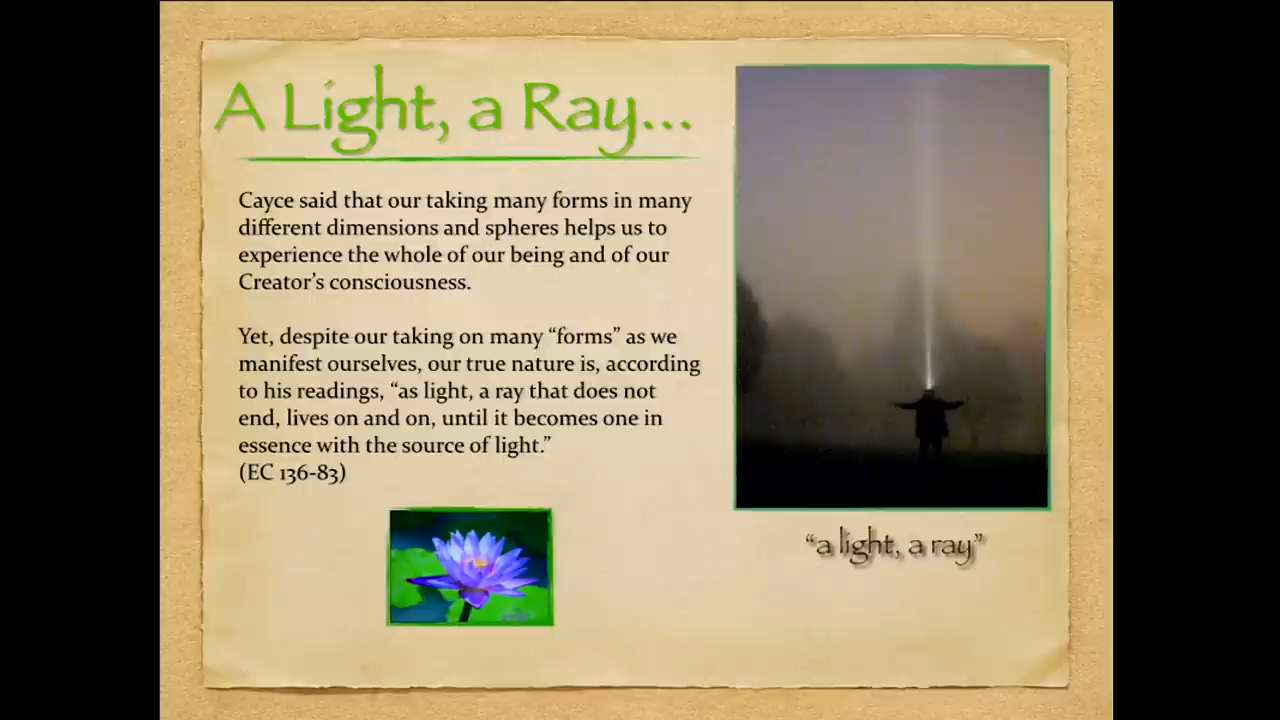 A Light, a Ray...
Cayce said that our taking many forms in many
different dimensions and spheres helps us to
experience the whole of our being and of our
Creator’s consciousness.
Yet, despite our taking on many “forms” as we
manifest ourselves, our true nature is, according
to his readings, “as light, a ray that does not
end, lives on and on, until it becomes one in
essence with the source of light.”
(EC 136-83)
“a light, a ray”